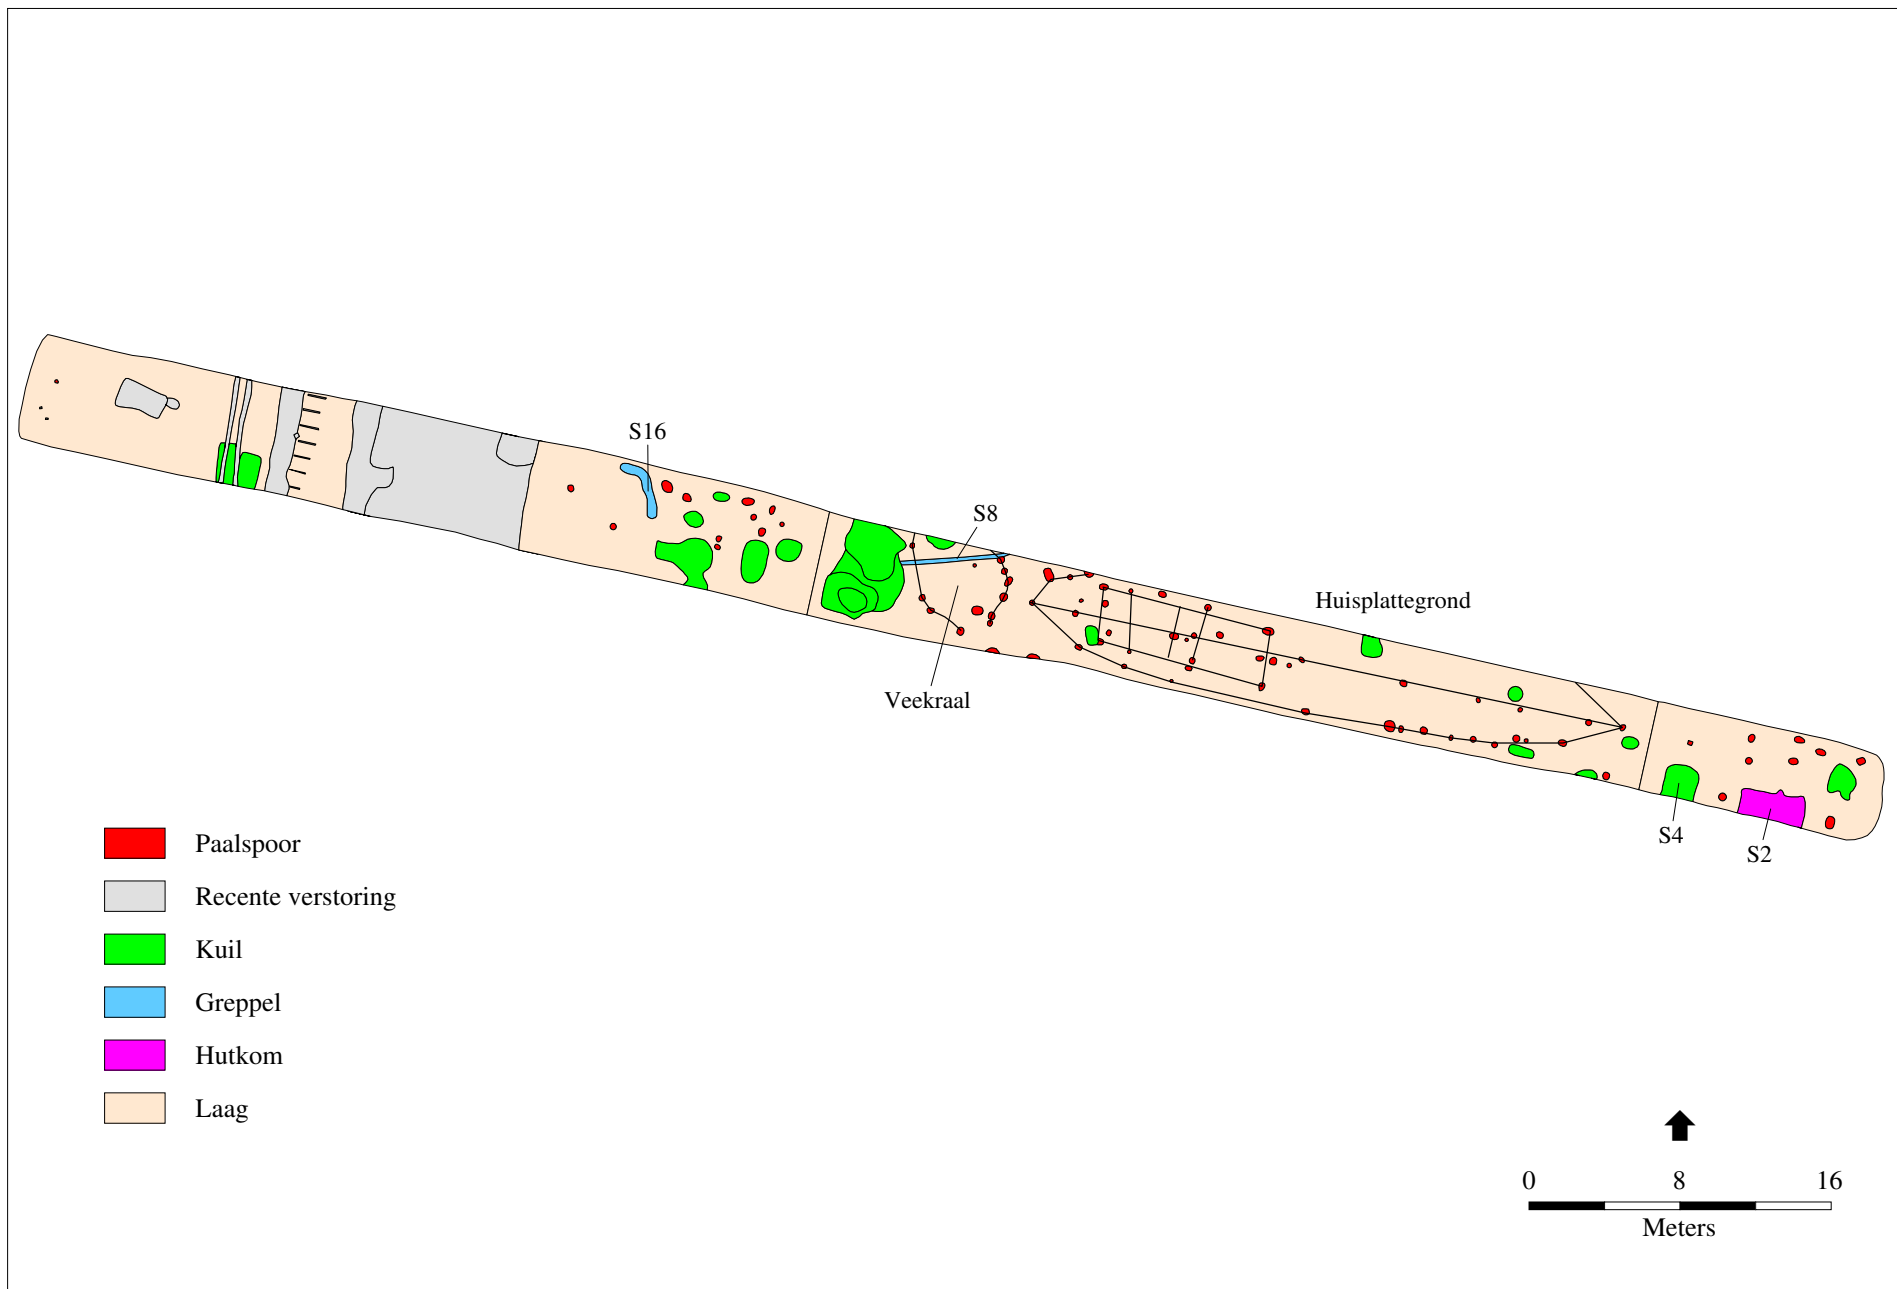 S16
S8
Huisplattegrond
Veekraal
S4
S2
Paalspoor
Recente verstoring
Kuil
Greppel
Hutkom
Laag
0 8 16
Meters